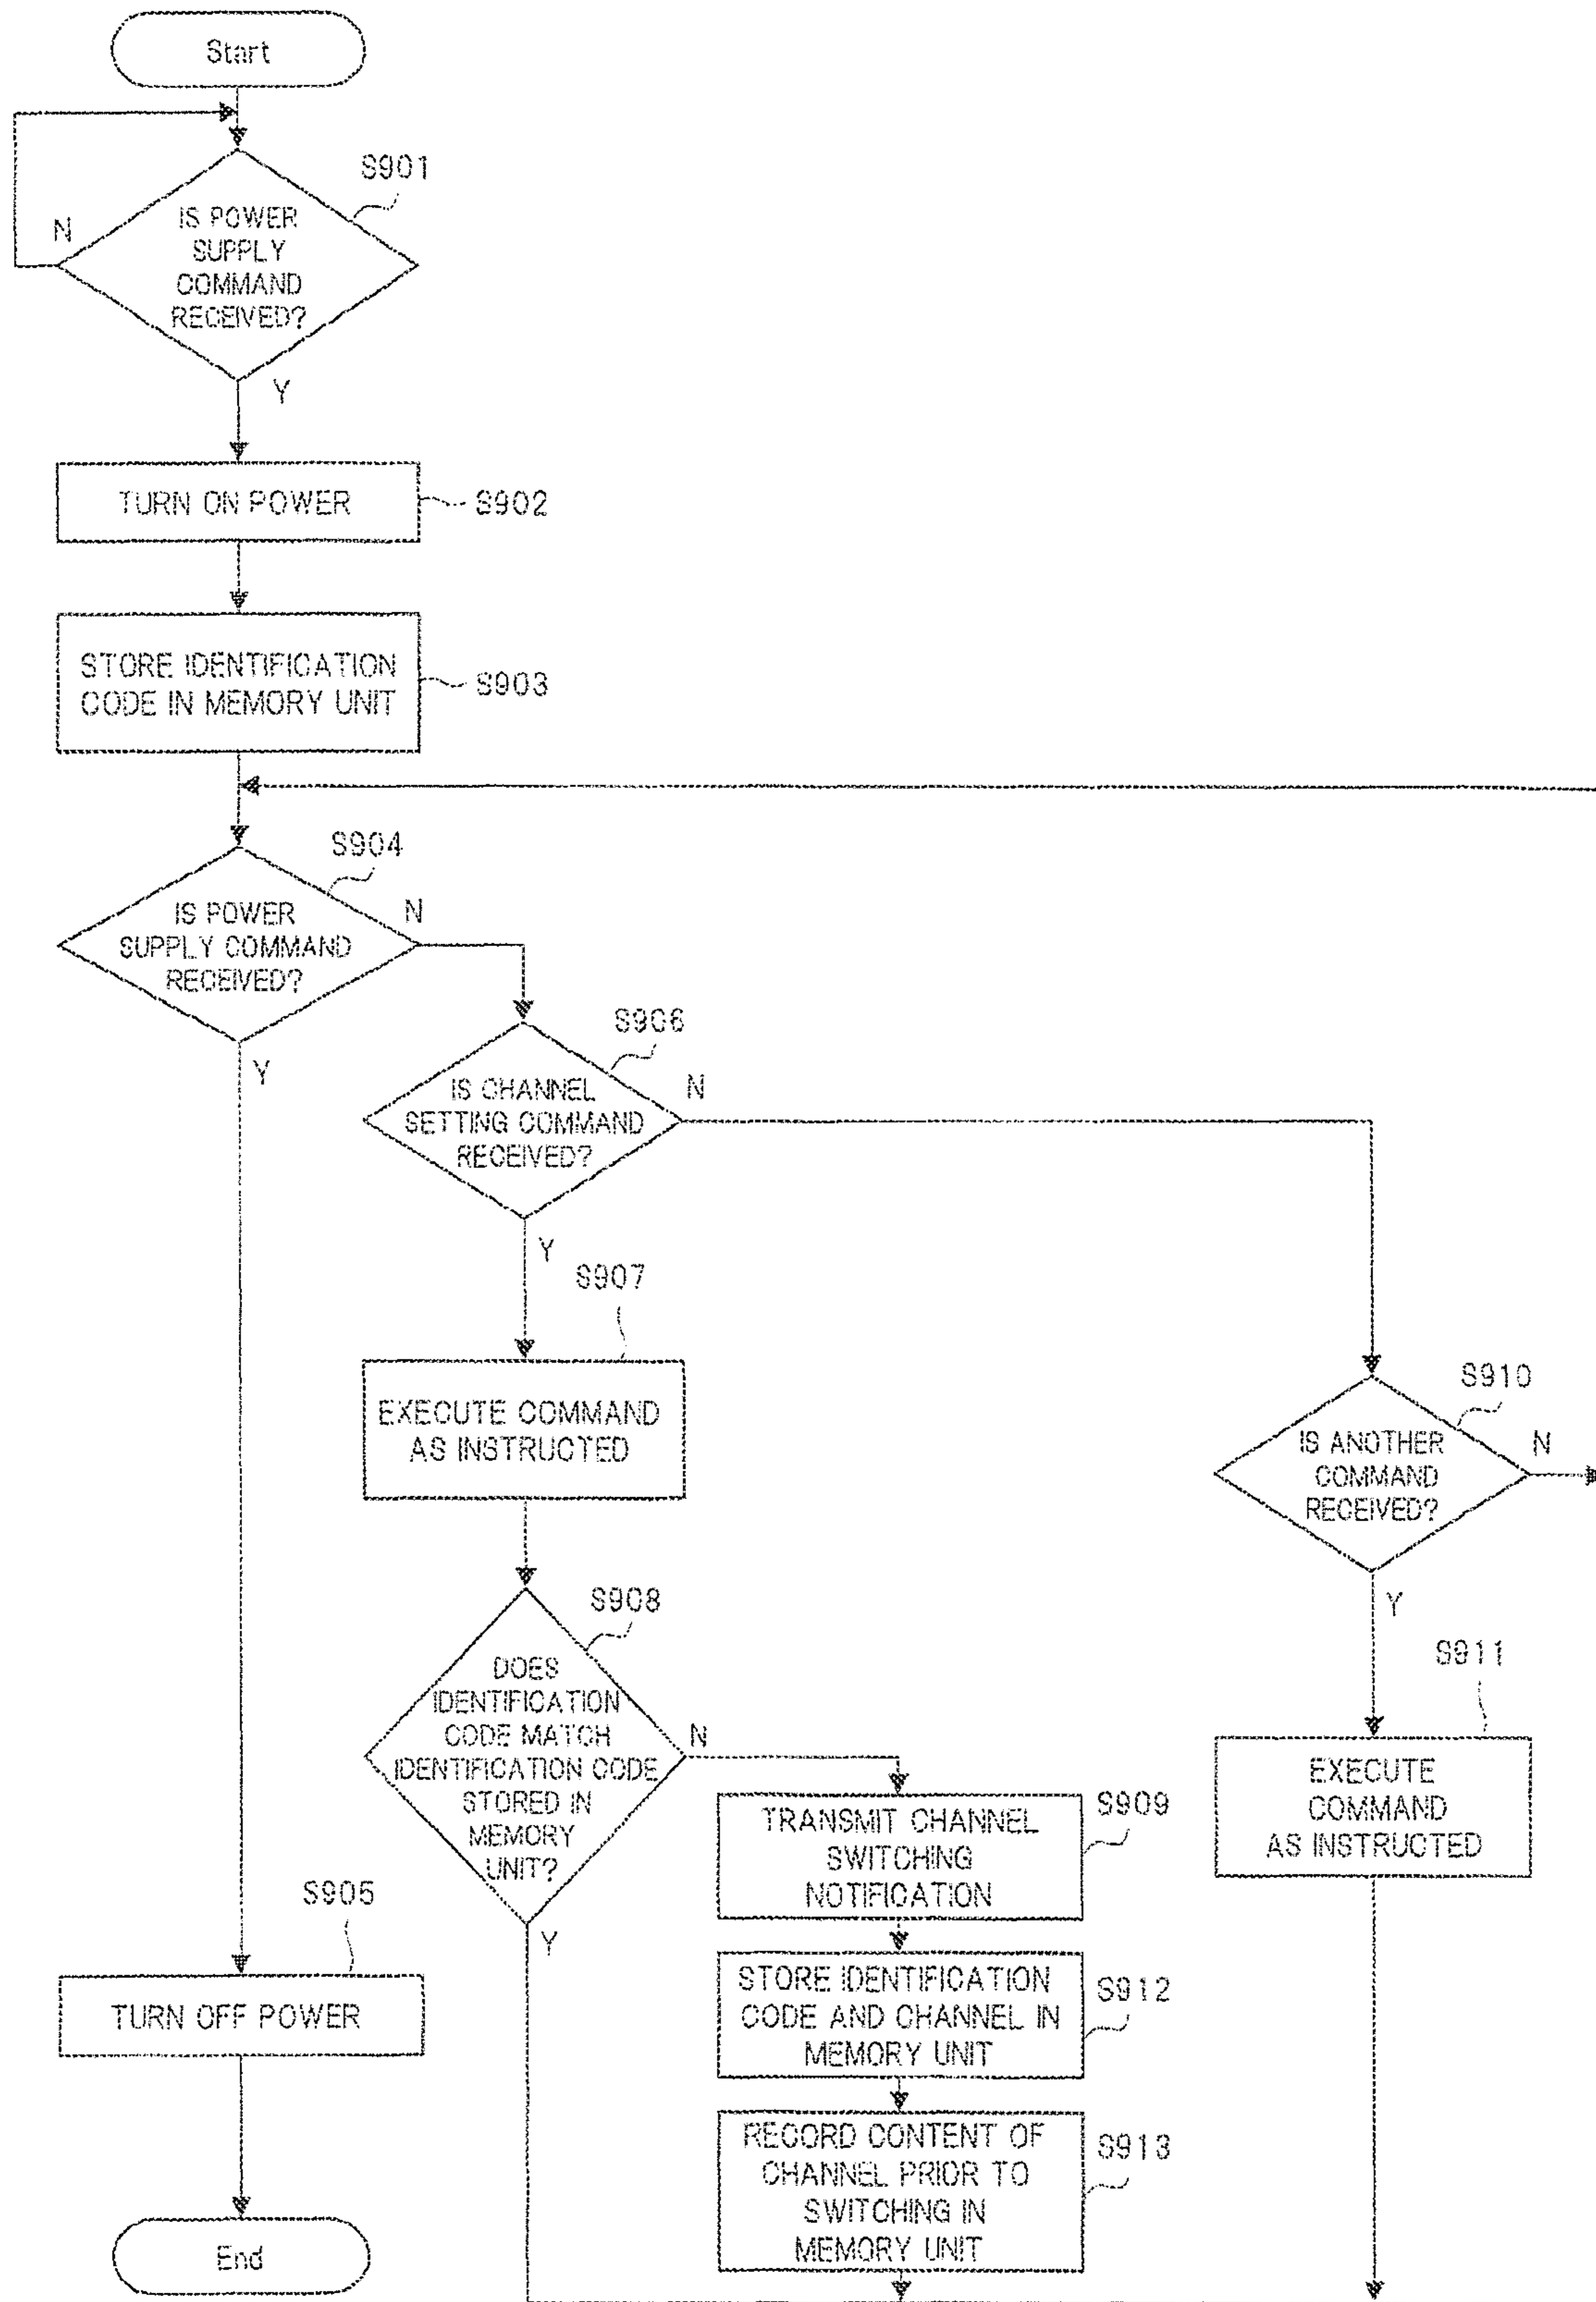 Start
S901
IS POWER
SUPPLY
COMMAND
RECEIVED?
N
Y
TURN ON POWER
S902
STORE IDENTIFICATION
CODE IN MEMORY UNIT
S903
S904
IS POWER
SUPPLY COMMAND
RECEIVED?
N
Y
S906
IS CHANNEL
SETTING COMMAND
RECEIVED?
N
Y
S907
EXECUTE COMMAND
AS INSTRUCTED
S910
IS ANOTHER
COMMAND
RECEIVED?
N
Y
S908
DOES
IDENTIFICATION
CODE MATCH
IDENTIFICATION CODE
STORED IN
MEMORY
UNIT?
N
Y
S911
EXECUTE
COMMAND
AS INSTRUCTED
TRANSMIT CHANNEL
SWITCHING
NOTIFICATION
S909
S905
TURN OFF POWER
STORE IDENTIFICATION
CODE AND CHANNEL IN
MEMORY UNIT
S912
RECORD CONTENT OF
CHANNEL PRIOR TO
SWITCHING IN
MEMORY UNIT
S913
End